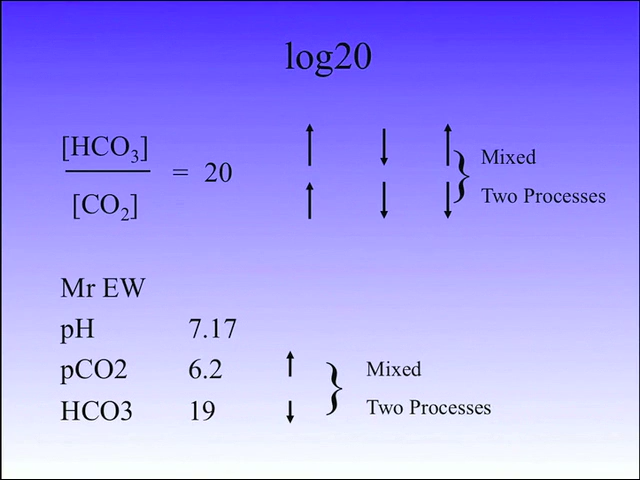 log20
[HCO3]
[CO2]
= 20
↑ ↓ ↑
↑ ↓ ↓
} Mixed
Two Processes
Mr EW
pH 7.17
pCO2 6.2 ↑
HCO3 19 ↓
} Mixed
Two Processes